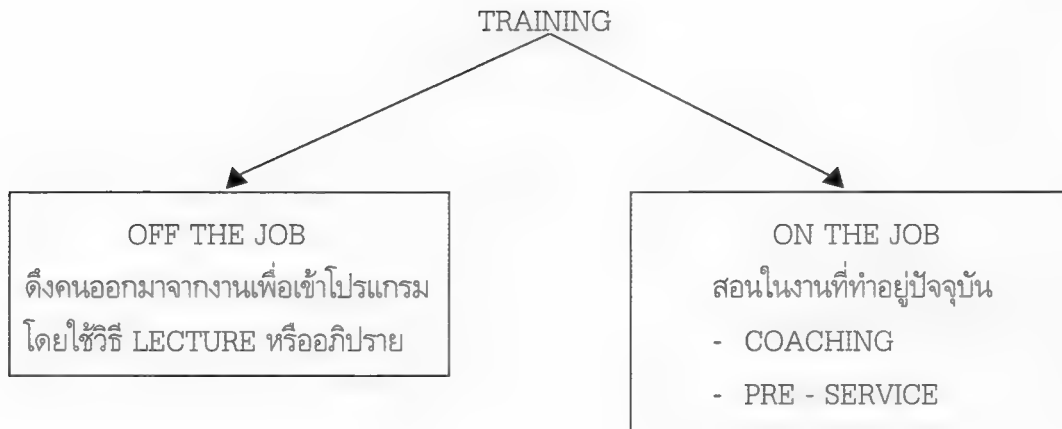 TRAINING
OFF THE JOB
ดึงคนออกมาจากงานเพื่อเข้าโปรแกรม
โดยใช้วิธี LECTURE หรืออภิปราย
ON THE JOB
สอนในงานที่ทำอยู่ปัจจุบัน
- COACHING
- PRE - SERVICE